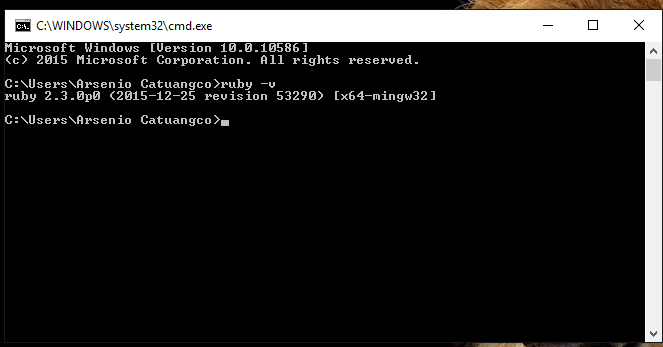 C:\WINDOWS\system32\cmd.exe
Microsoft Windows [Version 10.0.10586]
(c) 2015 Microsoft Corporation. All rights reserved.
C:\Users\Arsenio Catuangco>ruby -v
ruby 2.3.0p0 (2015-12-25 revision 53290) [x64-mingw32]
C:\Users\Arsenio Catuangco>